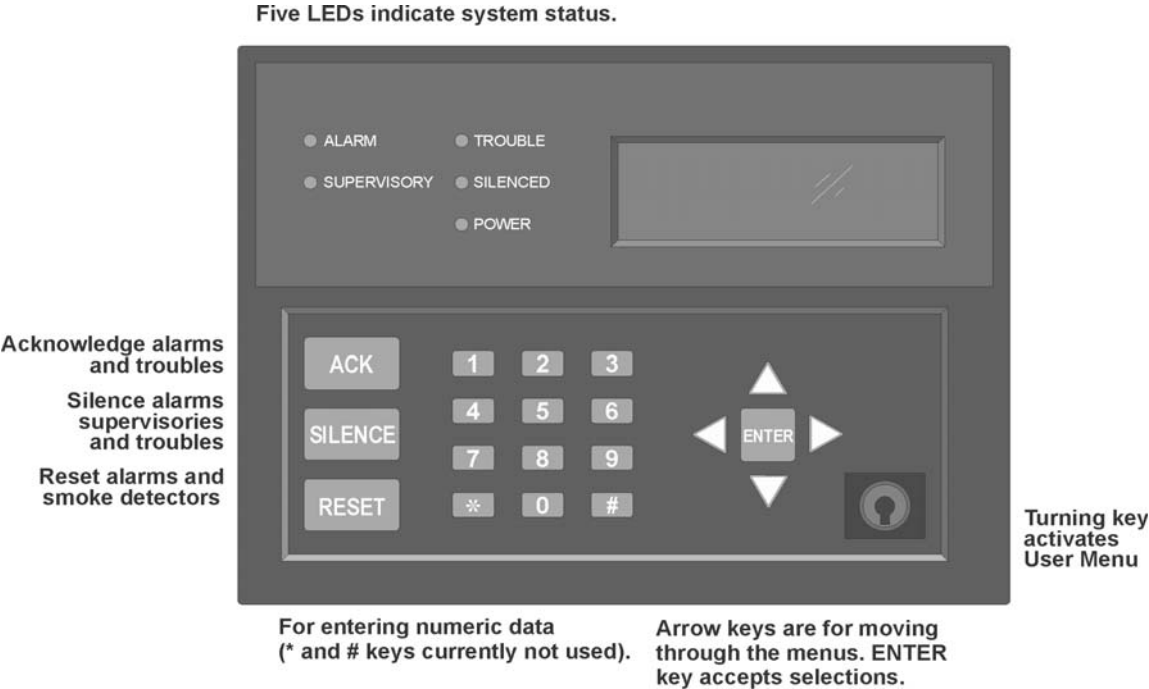 Five LEDs indicate system status.
ALARM
TROUBLE
SUPERVISORY
SILENCED
POWER
Acknowledge alarms
and troubles
Silence alarms
supervisories
and troubles
Reset alarms and
smoke detectors
ACK
SILENCE
RESET
1 2 3
4 5 6
7 8 9
* 0 #
ENTER
Turning key
activates
User Menu
For entering numeric data
(* and # keys currently not used).
Arrow keys are for moving
through the menus. ENTER
key accepts selections.